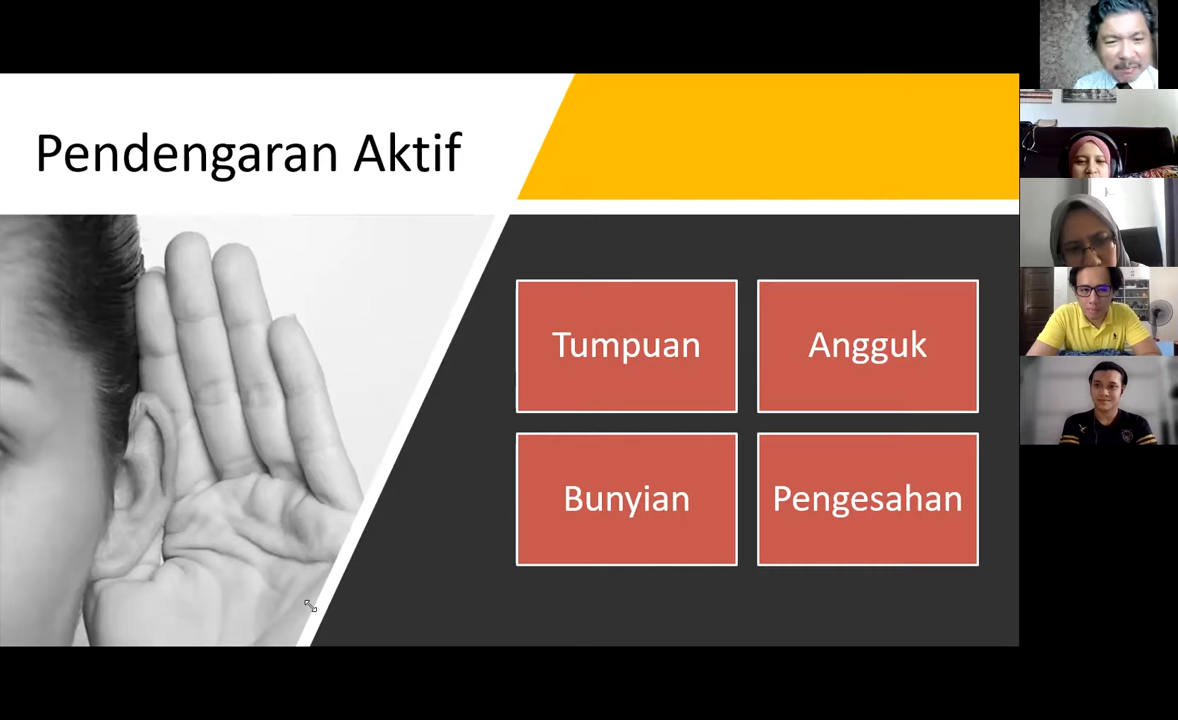 Pendengaran Aktif
Tumpuan
Angguk
Bunyian
Pengesahan